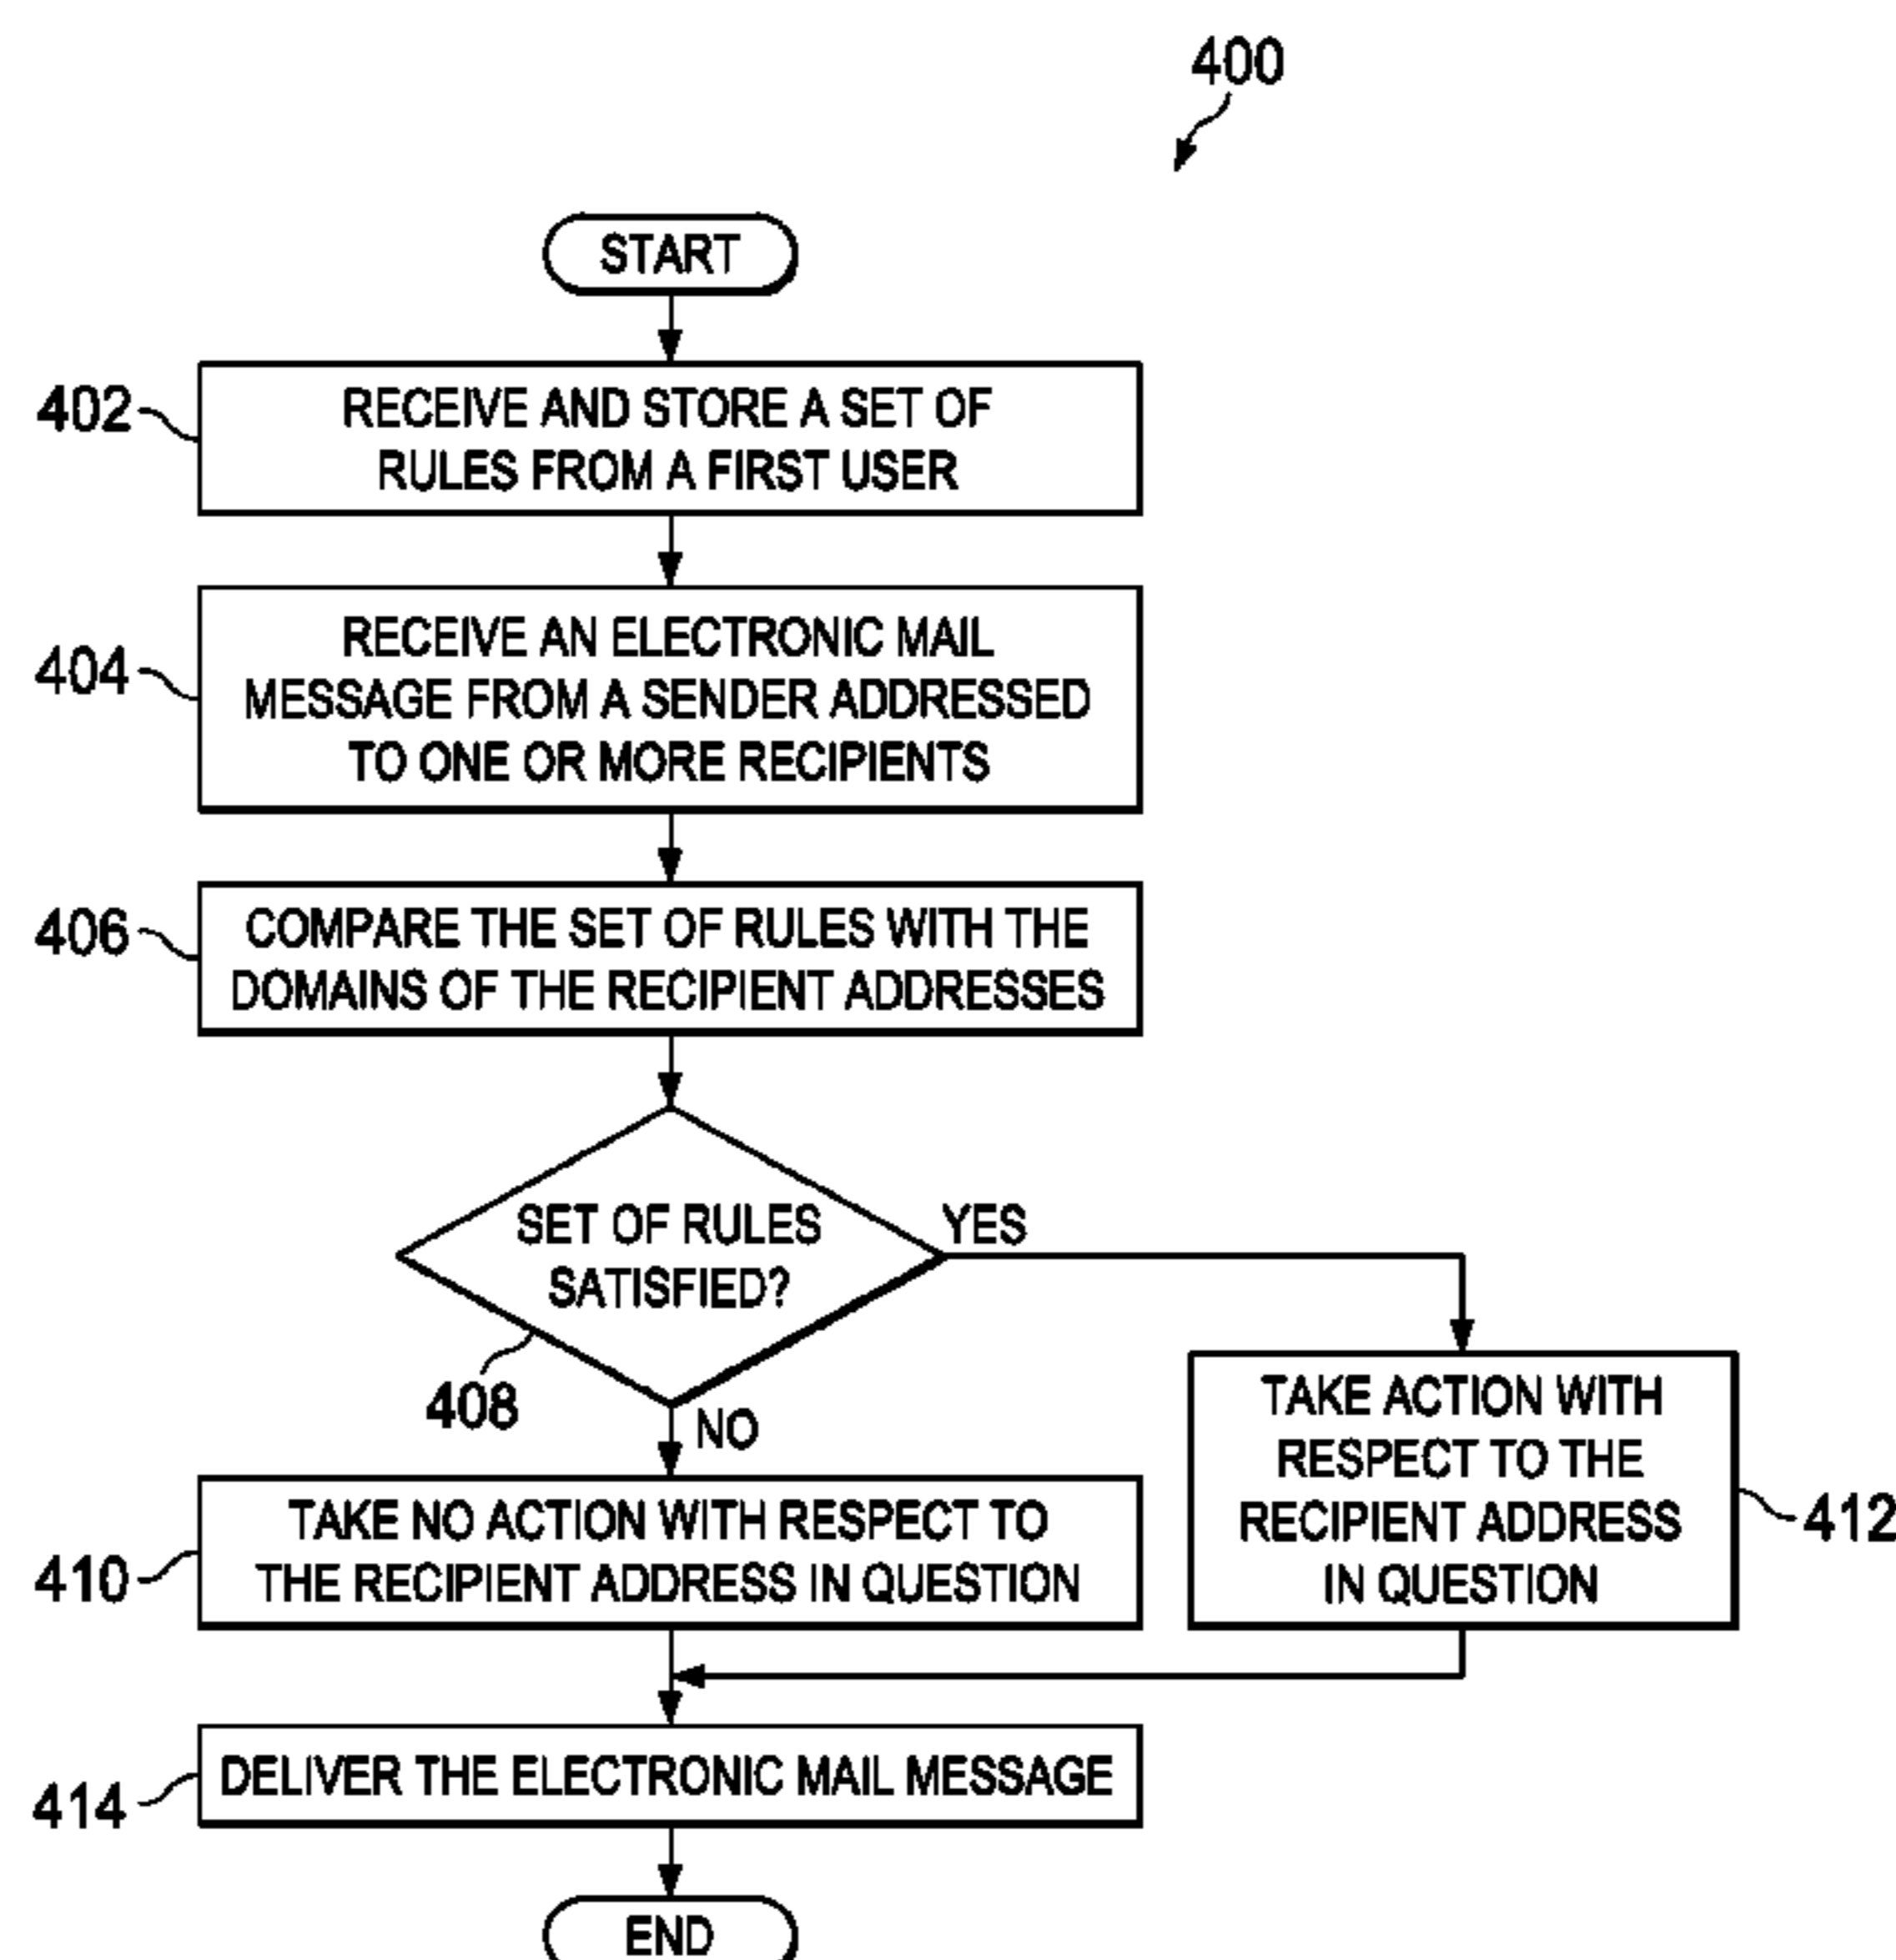 400
START
402
RECEIVE AND STORE A SET OF
RULES FROM A FIRST USER
404
RECEIVE AN ELECTRONIC MAIL
MESSAGE FROM A SENDER ADDRESSED
TO ONE OR MORE RECIPIENTS
406
COMPARE THE SET OF RULES WITH THE
DOMAINS OF THE RECIPIENT ADDRESSES
SET OF RULES
SATISFIED?
YES
408
NO
TAKE ACTION WITH
RESPECT TO THE
RECIPIENT ADDRESS
IN QUESTION
412
410
TAKE NO ACTION WITH RESPECT TO
THE RECIPIENT ADDRESS IN QUESTION
414
DELIVER THE ELECTRONIC MAIL MESSAGE
END